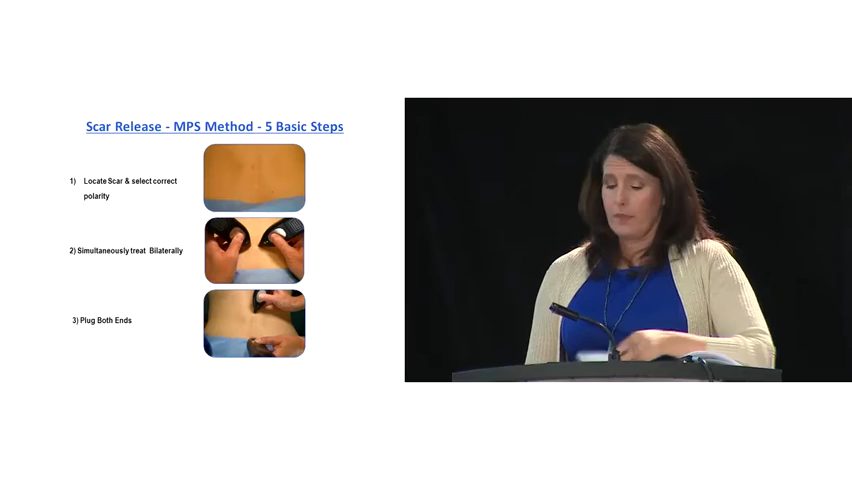 Scar Release - MPS Method - 5 Basic Steps
1) Locate Scar & select correct
polarity
2) Simultaneously treat Bilaterally
3) Plug Both Ends